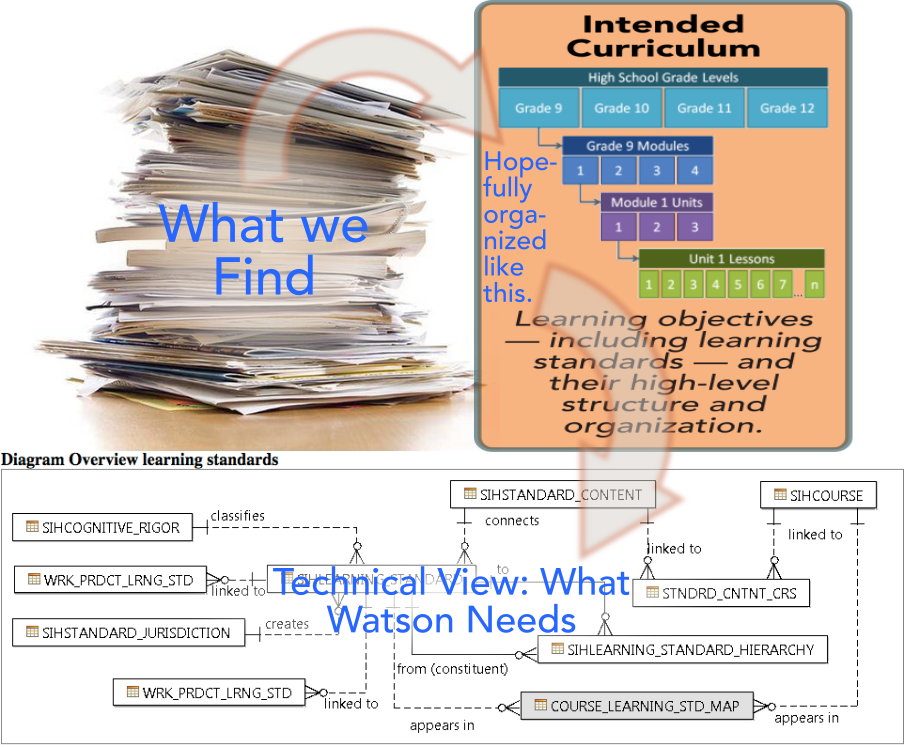 Intended
Curriculum
High School Grade Levels
Grade 9 Grade 10 Grade 11 Grade 12
Grade 9 Modules
1 2 3 4
Module 1 Units
1 2 3
Unit 1 Lessons
1 2 3 4 5 6 7 ... n
Hope-
fully
orga-
nized
like
this.
Learning objectives
— including learning
standards — and
their high-level
structure and
organization.
What we
Find
Diagram Overview learning standards
SIHSTANDARD_CONTENT
SIHCOURSE
SIHCOGNITIVE_RIGOR
classifies
connects
linked to
linked to
WRK_PRDCT_LRNG_STD
linked to
SIHLEARNING_STANDARD
to
STNDRD_CNTNT_CRS
Technical View: What
Watson Needs
SIHSTANDARD_JURISDICTION
creates
SIHLEARNING_STANDARD_HIERARCHY
from (constituent)
WRK_PRDCT_LRNG_STD
linked to
COURSE_LEARNING_STD_MAP
appears in
appears in